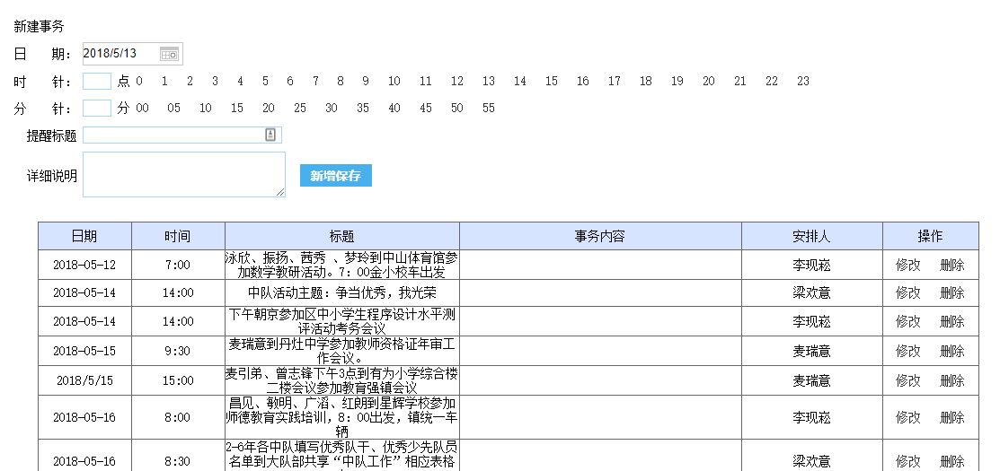 新建事务
日 期： 2018/5/13
时 针： 点 0 1 2 3 4 5 6 7 8 9 10 11 12 13 14 15 16 17 18 19 20 21 22 23
分 针： 分 00 05 10 15 20 25 30 35 40 45 50 55
提醒标题
详细说明 新增保存
日期 时间 标题 事务内容 安排人 操作
2018-05-12 7:00 泳欣、振扬、茜秀 、梦玲到中山体育馆参
加数学教研活动。7：00金小校车出发 李现崧 修改 删除
2018-05-14 14:00 中队活动主题：争当优秀，我光荣 梁欢意 修改 删除
2018-05-14 14:00 下午朝京参加区中小学生程序设计水平测
评活动考务会议 李现崧 修改 删除
2018-05-15 9:30 麦瑞意到丹灶中学参加教师资格证年审工
作会议。 麦瑞意 修改 删除
2018/5/15 15:00 麦引弟、曾志锋下午3点到有为小学综合楼
二楼会议参加教育强镇会议 麦瑞意 修改 删除
2018-05-16 8:00 昌见、敏明、广滔、红朗到星辉学校参加
师德教育实践培训，8：00出发，镇统一车
辆 李现崧 修改 删除
2018-05-16 8:30 2-6年各中队填写优秀队干、优秀少先队员
名单到大队部共享“中队工作”相应表格 梁欢意 修改 删除